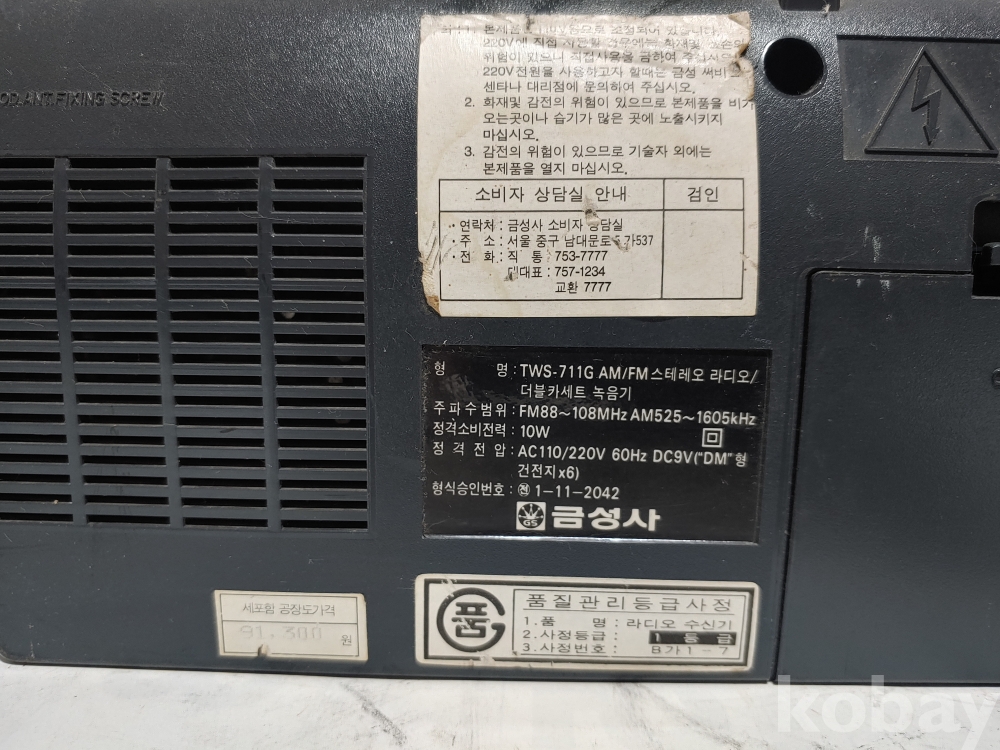 OD.ANT.FIXING SCREW.
220V에 직접 사용할 경우에는 화재및
위험이 있으니 직접사용을 금하여 주십시오
220V전원을 사용하고자 할때는 금성 써비스
센타나 대리점에 문의하여 주십시오.
2. 화재및 감전의 위험이 있으므로 본제품을 비가
오는곳이나 습기가 많은 곳에 노출시키지
마십시오.
3. 감전의 위험이 있으므로 기술자 외에는
본제품을 열지 마십시오.
소비자 상담실 안내 검인
· 연락처 : 금성사 소비자 상담실
· 주 소 : 서울 중구 남대문로 가537
· 전 화 : 직 통 : 753-7777
대대표 : 757-1234
교환 7777
형 명 : TWS-711G AM/FM 스테레오 라디오/
더블카세트 녹음기
주파수범위 : FM88~108MHz AM525~1605kHz
정격소비전력 : 10W
정격전압 : AC110/220V 60Hz DC9V("DM"형
건전지x6)
형식승인번호 : ㉠ 1-11-2042
GS 금성사
세포함 공장도가격
91,300 원
품
품질관리등급사정
1. 품 명 : 라디오 수신기
2. 사정등급 : 1 등급
3. 사정번호 : B가1-7
kobay